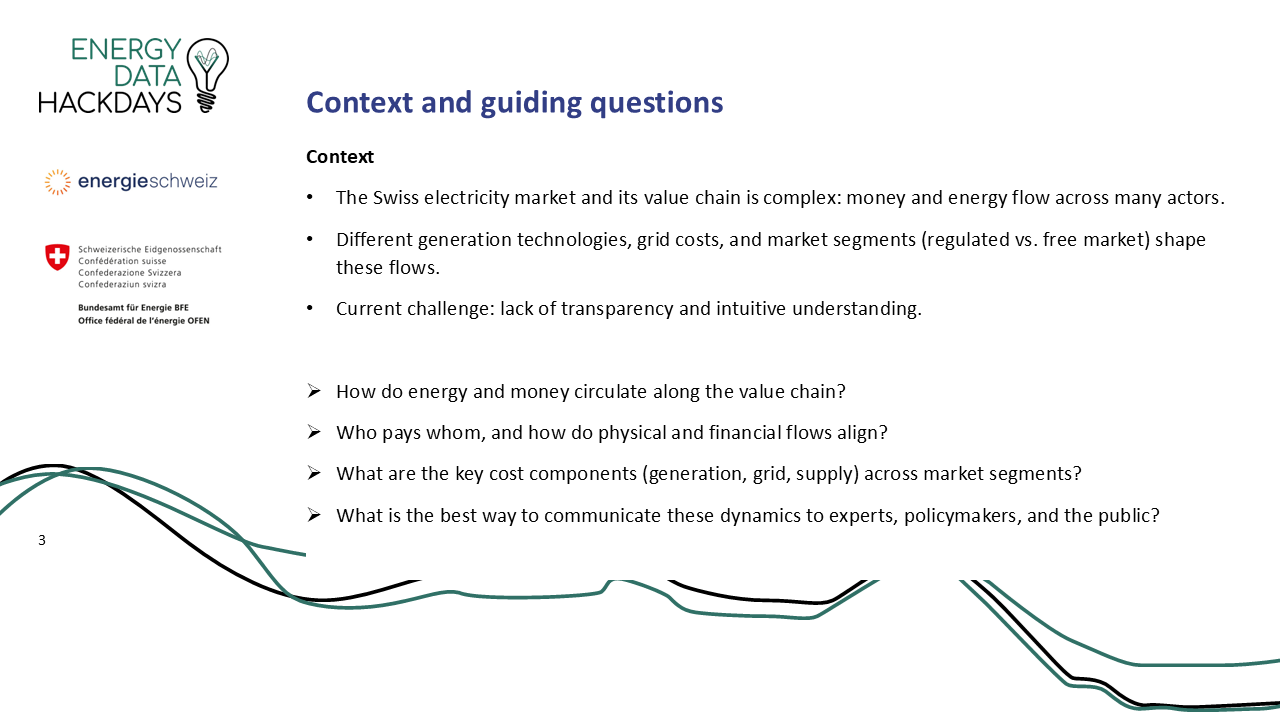 ENERGY
DATA
HACKDAYS
energieschweiz
Schweizerische Eidgenossenschaft
Confédération suisse
Confederazione Svizzera
Confederaziun svizra
Bundesamt für Energie BFE
Office fédéral de l'énergie OFEN
Context and guiding questions
Context
• The Swiss electricity market and its value chain is complex: money and energy flow across many actors.
• Different generation technologies, grid costs, and market segments (regulated vs. free market) shape
these flows.
• Current challenge: lack of transparency and intuitive understanding.
➢ How do energy and money circulate along the value chain?
➢ Who pays whom, and how do physical and financial flows align?
➢ What are the key cost components (generation, grid, supply) across market segments?
➢ What is the best way to communicate these dynamics to experts, policymakers, and the public?
3